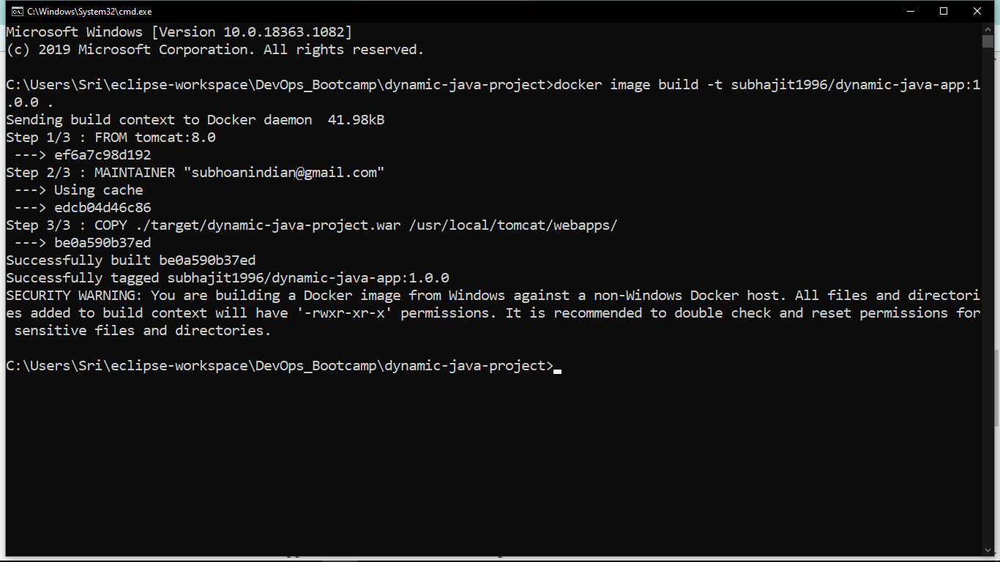 C:\Windows\System32\cmd.exe
Microsoft Windows [Version 10.0.18363.1082]
(c) 2019 Microsoft Corporation. All rights reserved.
C:\Users\Sri\eclipse-workspace\DevOps_Bootcamp\dynamic-java-project>docker image build -t subhajit1996/dynamic-java-app:1
.0.0 .
Sending build context to Docker daemon  41.98kB
Step 1/3 : FROM tomcat:8.0
 ---> ef6a7c98d192
Step 2/3 : MAINTAINER "subhoanindian@gmail.com"
 ---> Using cache
 ---> edcb04d46c86
Step 3/3 : COPY ./target/dynamic-java-project.war /usr/local/tomcat/webapps/
 ---> be0a590b37ed
Successfully built be0a590b37ed
Successfully tagged subhajit1996/dynamic-java-app:1.0.0
SECURITY WARNING: You are building a Docker image from Windows against a non-Windows Docker host. All files and directori
es added to build context will have '-rwxr-xr-x' permissions. It is recommended to double check and reset permissions for
 sensitive files and directories.
C:\Users\Sri\eclipse-workspace\DevOps_Bootcamp\dynamic-java-project>